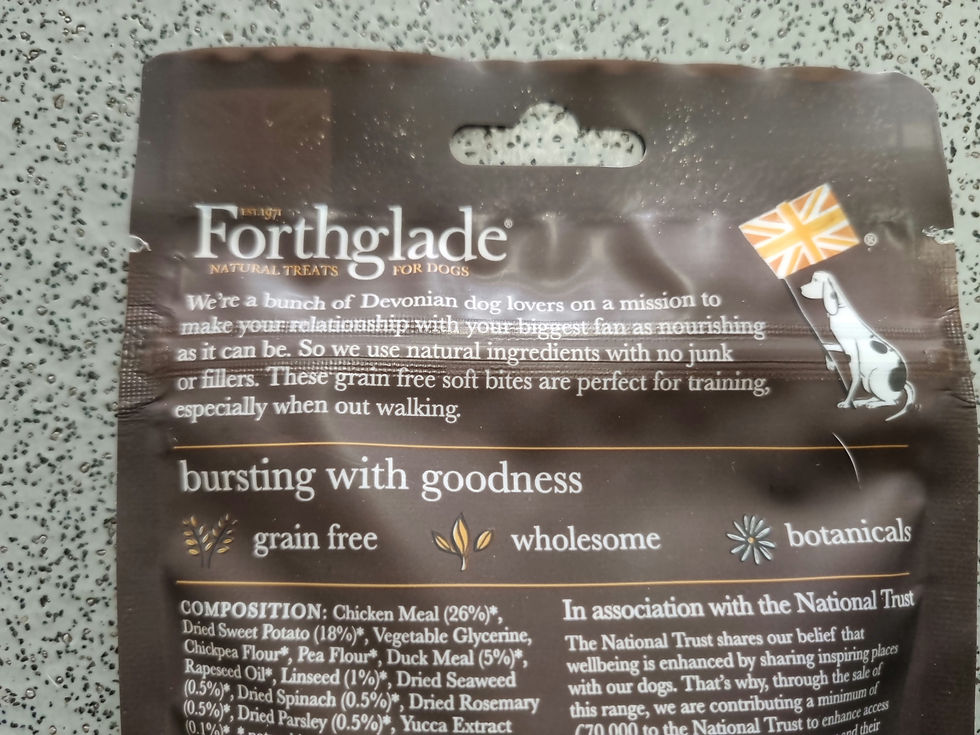 EST.1971
Forthglade®
NATURAL TREATS FOR DOGS
®
We're a bunch of Devonian dog lovers on a mission to
make your relationship with your biggest fan as nourishing
as it can be. So we use natural ingredients with no junk
or fillers. These grain free soft bites are perfect for training,
especially when out walking.
bursting with goodness
grain free
wholesome
botanicals
COMPOSITION: Chicken Meal (26%)*,
Dried Sweet Potato (18%)*, Vegetable Glycerine,
Chickpea Flour*, Pea Flour*, Duck Meal (5%)*,
Rapeseed Oil*, Linseed (1%)*, Dried Seaweed
(0.5%)*, Dried Spinach (0.5%)*, Dried Rosemary
(0.5%)*, Dried Parsley (0.5%)*, Yucca Extract
(0.1%)*,
In association with the National Trust
The National Trust shares our belief that
wellbeing is enhanced by sharing inspiring places
with our dogs. That's why, through the sale of
this range, we are contributing a minimum of
£70,000 to the National Trust to enhance access
and their